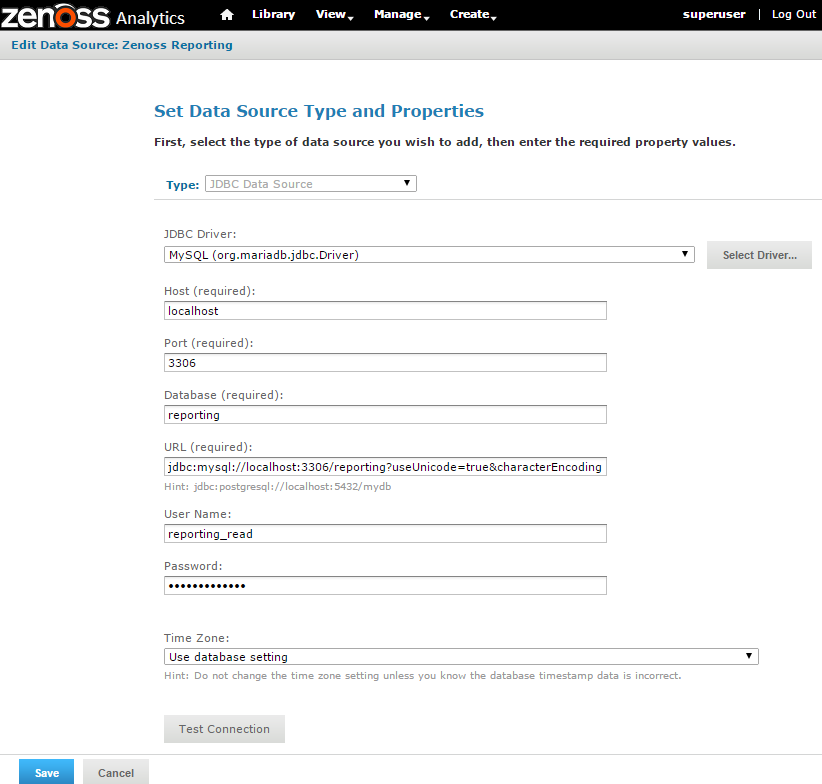 zenoss Analytics Library View Manage Create superuser | Log Out
Edit Data Source: Zenoss Reporting
Set Data Source Type and Properties
First, select the type of data source you wish to add, then enter the required property values.
Type: JDBC Data Source
JDBC Driver:
MySQL (org.mariadb.jdbc.Driver) Select Driver...
Host (required):
localhost
Port (required):
3306
Database (required):
reporting
URL (required):
jdbc:mysql://localhost:3306/reporting?useUnicode=true&characterEncoding
Hint: jdbc:postgresql://localhost:5432/mydb
User Name:
reporting_read
Password:
•••••••••••••
Time Zone:
Use database setting
Hint: Do not change the time zone setting unless you know the database timestamp data is incorrect.
Test Connection
Save Cancel